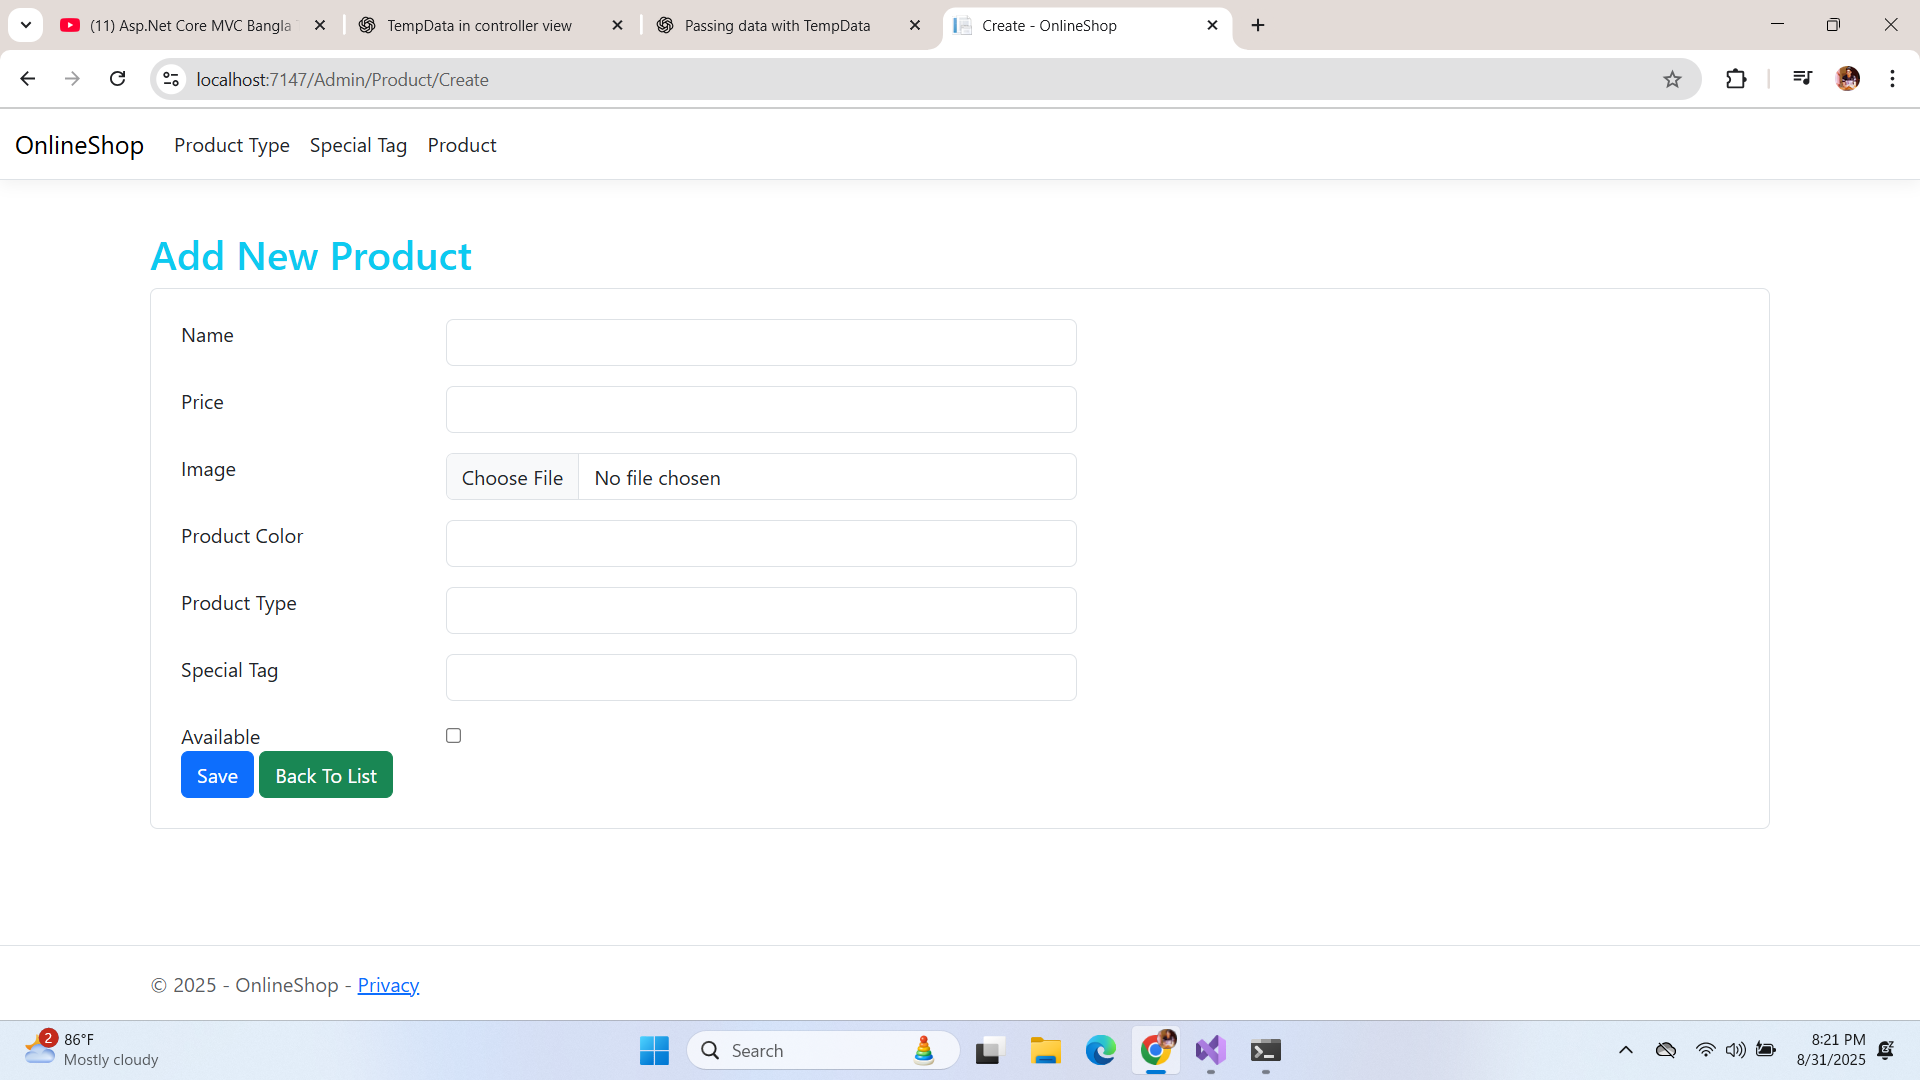 (11) Asp.Net Core MVC Bangla
TempData in controller view
Passing data with TempData
Create - OnlineShop
localhost:7147/Admin/Product/Create
OnlineShop
Product Type
Special Tag
Product
Add New Product
Name
Price
Image
Choose File
No file chosen
Product Color
Product Type
Special Tag
Available
Save
Back To List
© 2025 - OnlineShop - Privacy
2
86°F
Mostly cloudy
Search
8:21 PM
8/31/2025